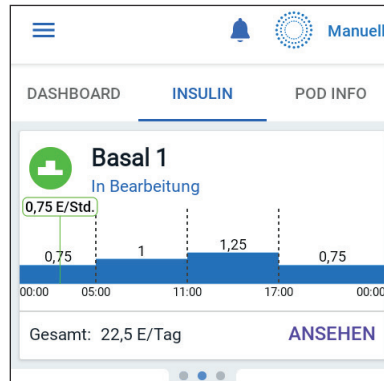 Manuell
DASHBOARD INSULIN POD INFO
Basal 1
In Bearbeitung
0,75 E/Std.
0,75 1 1,25 0,75
00:00 05:00 11:00 17:00 00:00
Gesamt: 22,5 E/Tag ANSEHEN